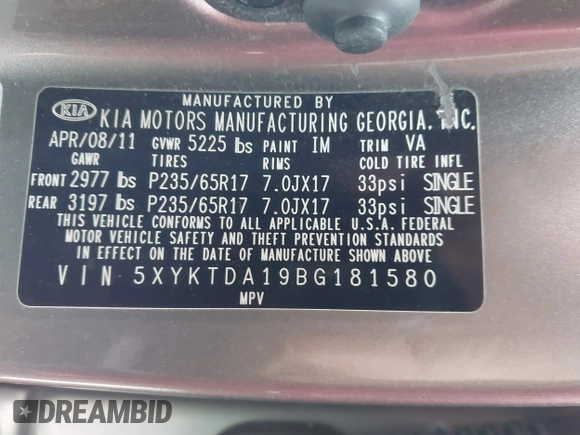 MANUFACTURED BY
KIA KIA MOTORS MANUFACTURING GEORGIA, INC.
APR/08/11 GVWR 5225 lbs PAINT IM TRIM VA
GAWR TIRES RIMS COLD TIRE INFL
FRONT 2977 lbs P235/65R17 7.0JX17 33psi SINGLE
REAR 3197 lbs P235/65R17 7.0JX17 33psi SINGLE
THIS VEHICLE CONFORMS TO ALL APPLICABLE U.S.A. FEDERAL
MOTOR VEHICLE SAFETY AND THEFT PREVENTION STANDARDS
IN EFFECT ON THE DATE OF MANUFACTURE SHOWN ABOVE.
VIN 5XYKTDA19BG181580
MPV
DREAMBID